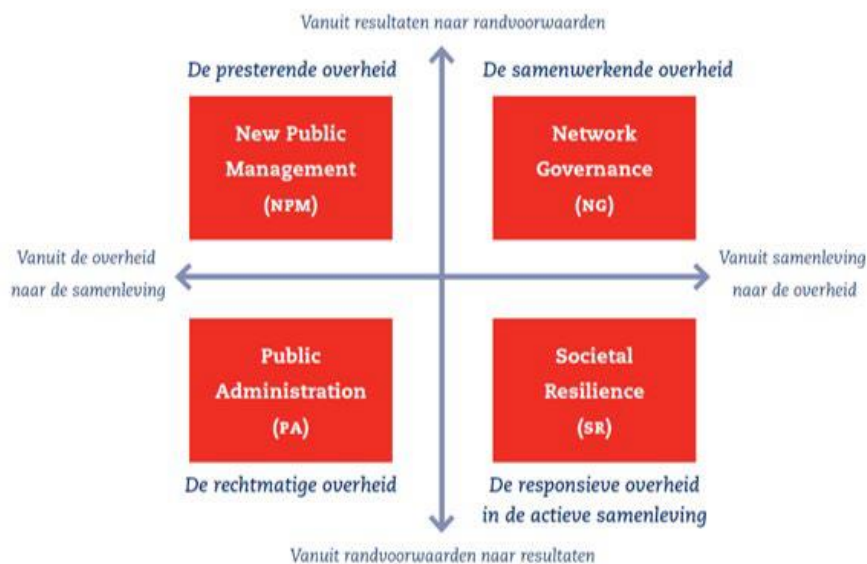 Vanuit resultaten naar randvoorwaarden
De presterende overheid
De samenwerkende overheid
New Public
Management
(NPM)
Network
Governance
(NG)
Vanuit de overheid
naar de samenleving
Vanuit samenleving
naar de overheid
Public
Administration
(PA)
Societal
Resilience
(SR)
De rechtmatige overheid
De responsieve overheid
in de actieve samenleving
Vanuit randvoorwaarden naar resultaten